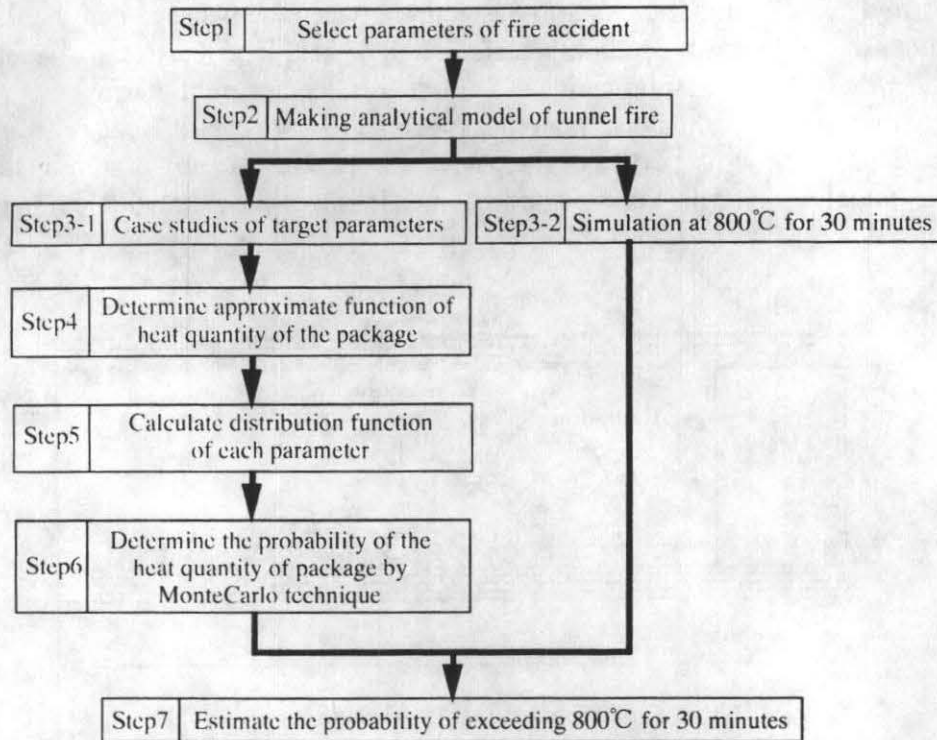 Step1 Select parameters of fire accident
Step2 Making analytical model of tunnel fire
Step3-1 Case studies of target parameters
Step3-2 Simulation at 800℃ for 30 minutes
Step4 Determine approximate function of
heat quantity of the package
Step5 Calculate distribution function
of each parameter
Step6 Determine the probability of the
heat quantity of package by
MonteCarlo technique
Step7 Estimate the probability of exceeding 800℃ for 30 minutes